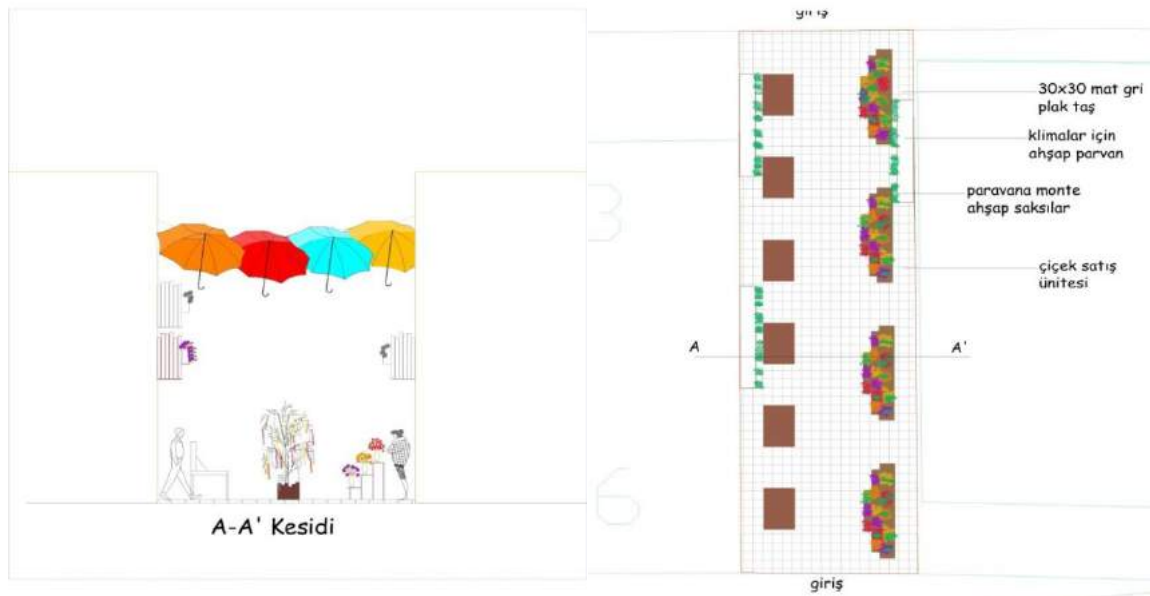 A-A' Kesidi
giriş
30x30 mat gri
plak taş
klimalar için
ahşap parvan
paravana monte
ahşap saksılar
çiçek satış
ünitesi
A
A'
giriş